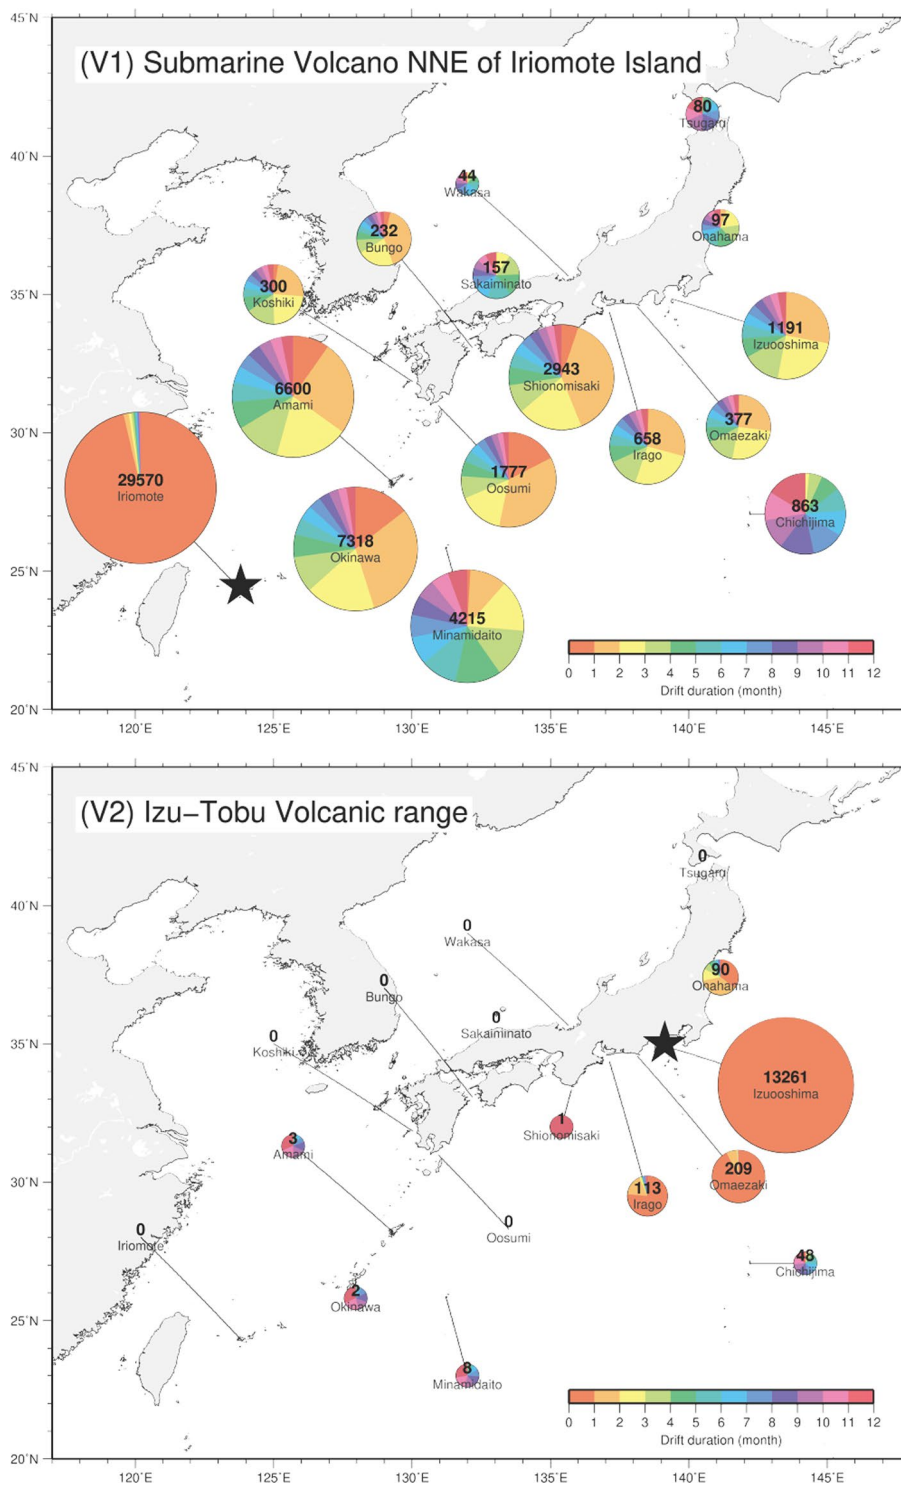 45°N
(V1) Submarine Volcano NNE of Iriomote Island
80
Tsugaru
40°N
44
Wakasa
232
Bungo
97
Onahama
157
Sakaiminato
300
Koshiki
35°N
1191
Izuooshima
2943
Shionomisaki
6600
Amami
377
Omaezaki
658
Irago
30°N
29570
Iriomote
1777
Oosumi
863
Chichijima
7318
Okinawa
25°N
4215
Minamidaito
0 1 2 3 4 5 6 7 8 9 10 11 12
Drift duration (month)
20°N
120°E 125°E 130°E 135°E 140°E 145°E
45°N
(V2) Izu−Tobu Volcanic range
0
Tsugaru
40°N
0
Wakasa
0
Bungo
90
Onahama
0
Sakaiminato
0
Koshiki
35°N
13261
Izuooshima
1
Shionomisaki
3
Amami
209
Omaezaki
113
Irago
30°N
0
Iriomote
0
Oosumi
48
Chichijima
2
Okinawa
25°N
8
Minamidaito
0 1 2 3 4 5 6 7 8 9 10 11 12
Drift duration (month)
20°N
120°E 125°E 130°E 135°E 140°E 145°E